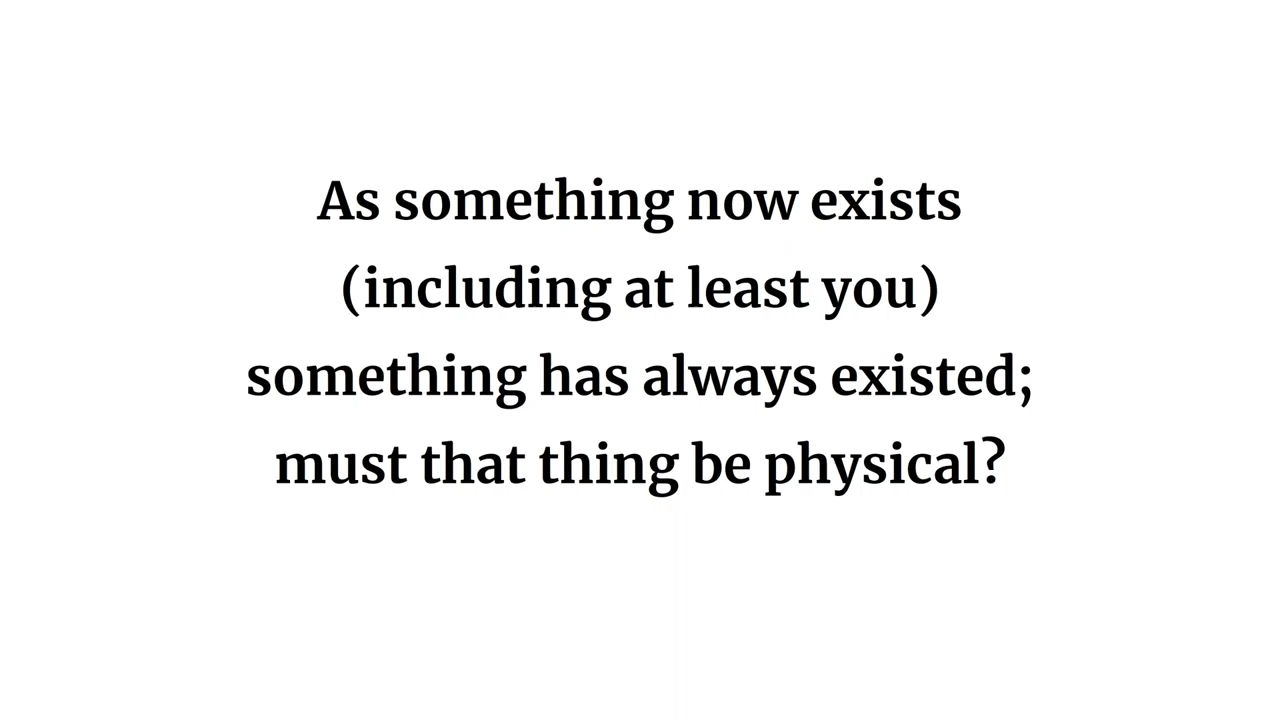 As something now exists
(including at least you)
something has always existed;
must that thing be physical?